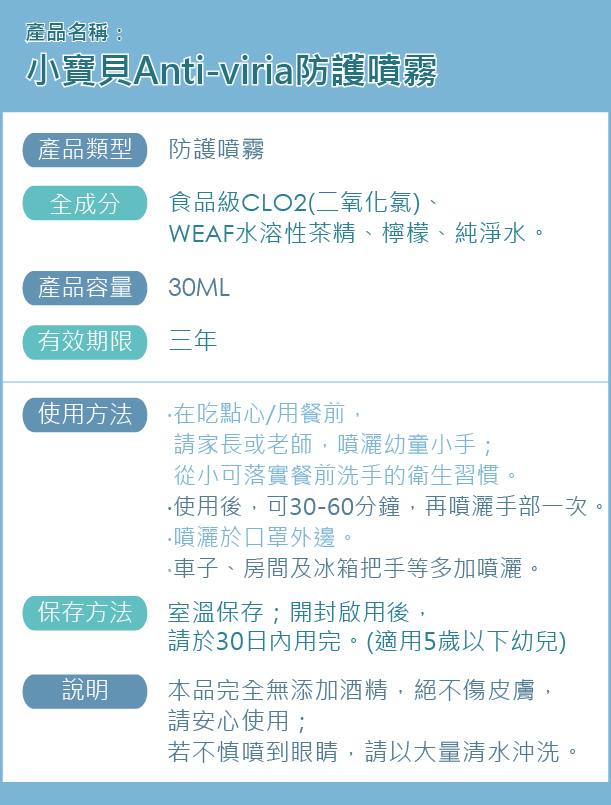 產品名稱：
小寶貝Anti-viria防護噴霧
產品類型
防護噴霧
全成分
食品級CLO2(二氧化氯)、
WEAF水溶性茶精、檸檬、純淨水。
產品容量
30ML
有效期限
三年
使用方法
·在吃點心/用餐前，
請家長或老師，噴灑幼童小手；
從小可落實餐前洗手的衛生習慣。
·使用後，可30-60分鐘，再噴灑手部一次。
·噴灑於口罩外邊。
·車子、房間及冰箱把手等多加噴灑。
保存方法
室溫保存；開封啟用後，
請於30日內用完。(適用5歲以下幼兒)
說明
本品完全無添加酒精，絕不傷皮膚，
請安心使用；
若不慎噴到眼睛，請以大量清水沖洗。